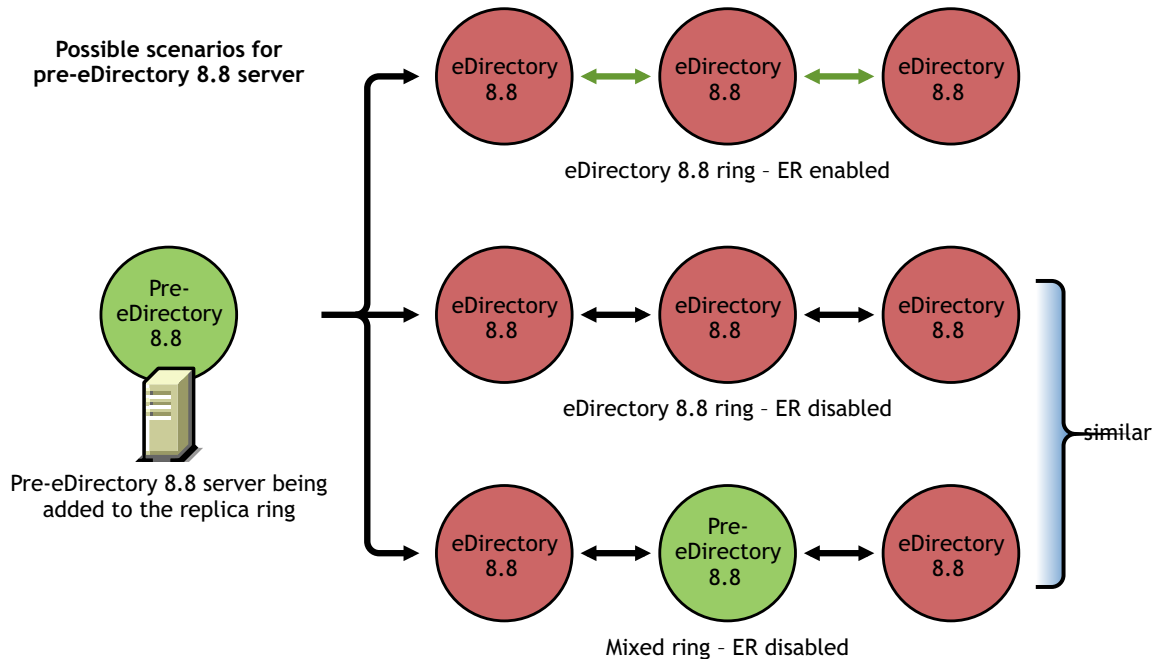 Possible scenarios for
pre-eDirectory 8.8 server
eDirectory
8.8
eDirectory
8.8
eDirectory
8.8
eDirectory 8.8 ring – ER enabled
Pre-
eDirectory
8.8
Pre-eDirectory 8.8 server being
added to the replica ring
eDirectory
8.8
eDirectory
8.8
eDirectory
8.8
eDirectory 8.8 ring – ER disabled
similar
eDirectory
8.8
Pre-
eDirectory
8.8
eDirectory
8.8
Mixed ring – ER disabled